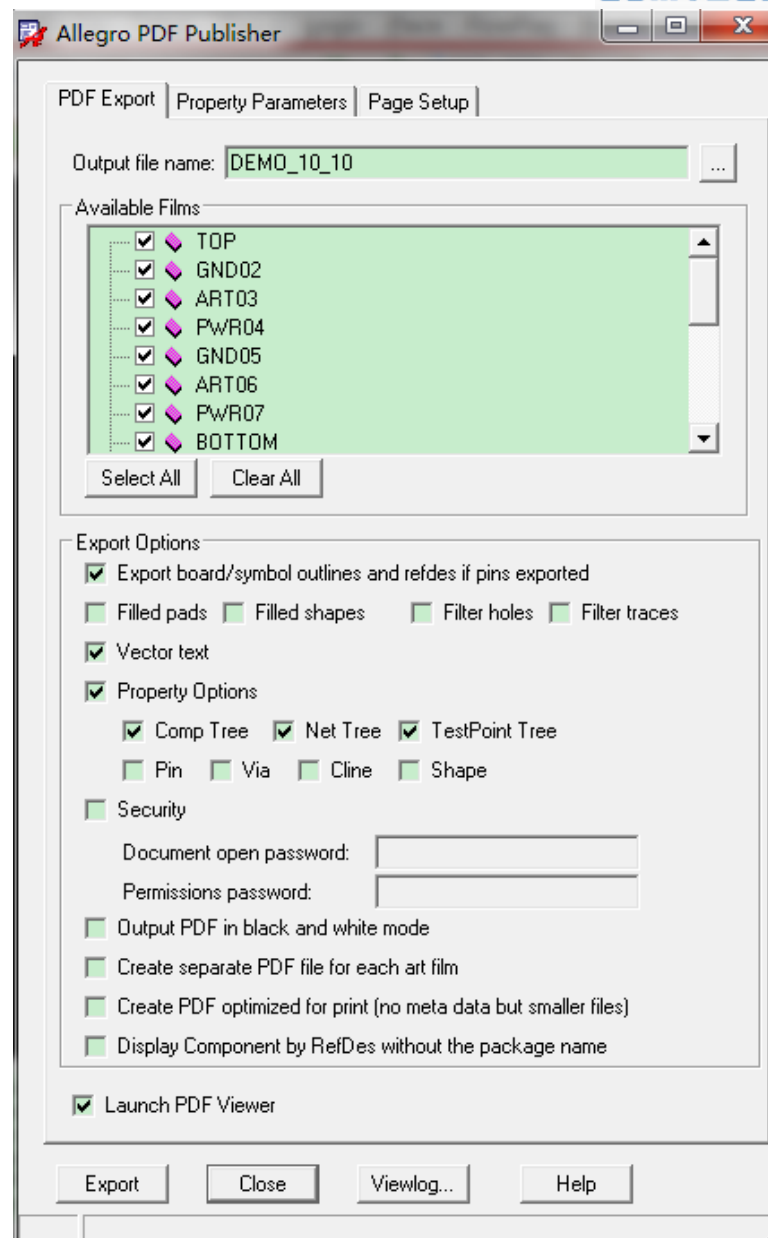 Allegro PDF Publisher
PDF Export Property Parameters Page Setup
Output file name: DEMO_10_10 ...
Available Films
TOP
GND02
ART03
PWR04
GND05
ART06
PWR07
BOTTOM
Select All Clear All
Export Options
Export board/symbol outlines and refdes if pins exported
Filled pads Filled shapes Filter holes Filter traces
Vector text
Property Options
Comp Tree Net Tree TestPoint Tree
Pin Via Cline Shape
Security
Document open password:
Permissions password:
Output PDF in black and white mode
Create separate PDF file for each art film
Create PDF optimized for print (no meta data but smaller files)
Display Component by RefDes without the package name
Launch PDF Viewer
Export Close Viewlog... Help